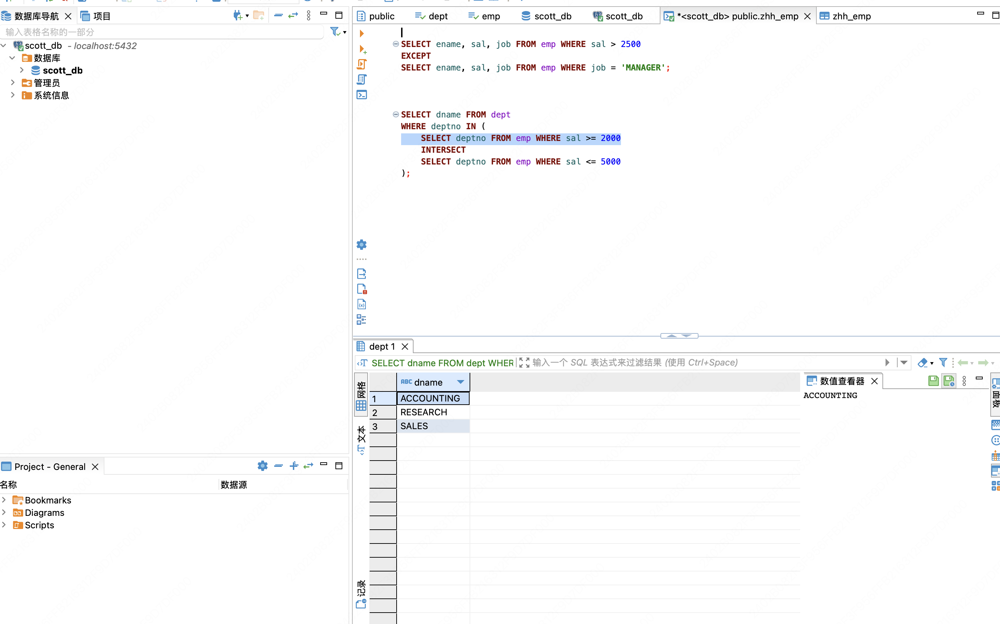 数据库导航
项目
输入表格名称的一部分
scott_db - localhost:5432
数据库
scott_db
管理员
系统信息
public
dept
emp
scott_db
scott_db
*<scott_db> public.zhh_emp
zhh_emp
SELECT ename, sal, job FROM emp WHERE sal > 2500
EXCEPT
SELECT ename, sal, job FROM emp WHERE job = 'MANAGER';
SELECT dname FROM dept
WHERE deptno IN (
SELECT deptno FROM emp WHERE sal >= 2000
INTERSECT
SELECT deptno FROM emp WHERE sal <= 5000
);
dept 1
SELECT dname FROM dept WHER
输入一个 SQL 表达式来过滤结果 (使用 Ctrl+Space)
网格
文本
记录
ABC dname
1 ACCOUNTING
2 RESEARCH
3 SALES
数值查看器
ACCOUNTING
面板
Project - General
名称 数据源
Bookmarks
Diagrams
Scripts